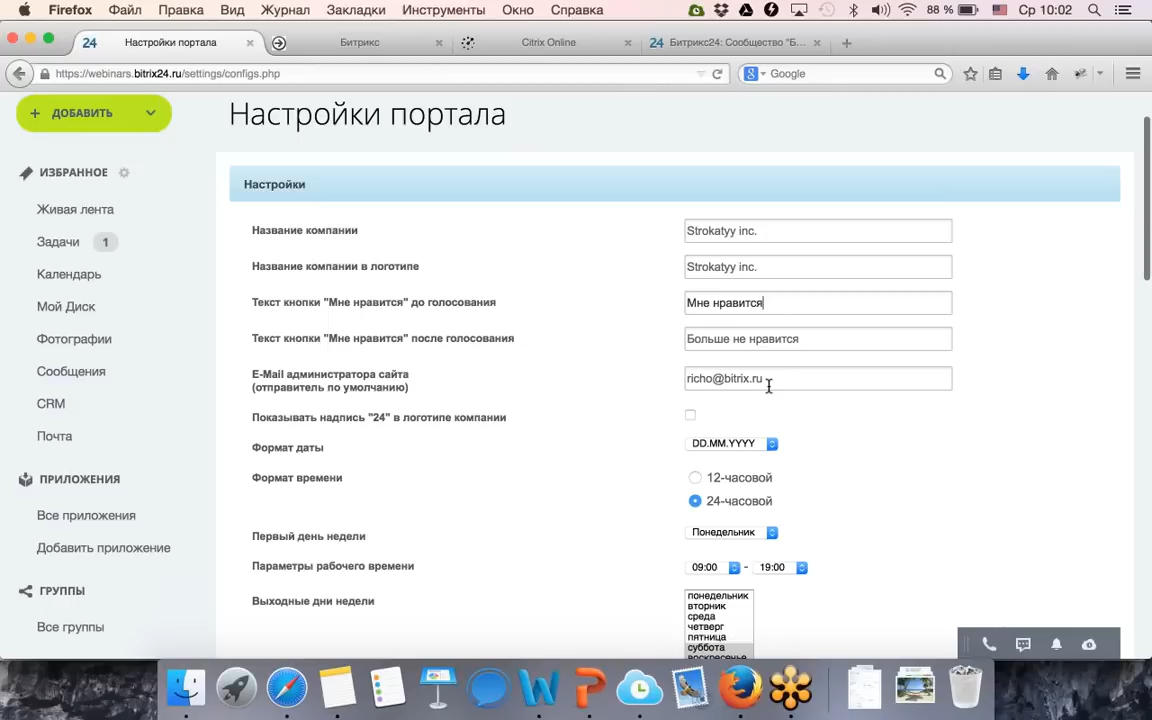 Firefox Файл Правка Вид Журнал Закладки Инструменты Окно Справка 88 % Ср 10:02
24 Настройки портала Битрикс Citrix Online 24 Битрикс24: Сообщество "Б...
https://webinars.bitrix24.ru/settings/configs.php 8 Google
+ ДОБАВИТЬ
Настройки портала
ИЗБРАННОЕ
Живая лента
Задачи 1
Календарь
Мой Диск
Фотографии
Сообщения
CRM
Почта
ПРИЛОЖЕНИЯ
Все приложения
Добавить приложение
ГРУППЫ
Все группы
Настройки
Название компании Strokatyy inc.
Название компании в логотипе Strokatyy inc.
Текст кнопки "Мне нравится" до голосования Мне нравится
Текст кнопки "Мне нравится" после голосования Больше не нравится
E-Mail администратора сайта
(отправитель по умолчанию) richo@bitrix.ru
Показывать надпись "24" в логотипе компании
Формат даты DD.MM.YYYY
Формат времени 12-часовой
24-часовой
Первый день недели Понедельник
Параметры рабочего времени 09:00 - 19:00
Выходные дни недели понедельник
вторник
среда
четверг
пятница
суббота
воскресенье